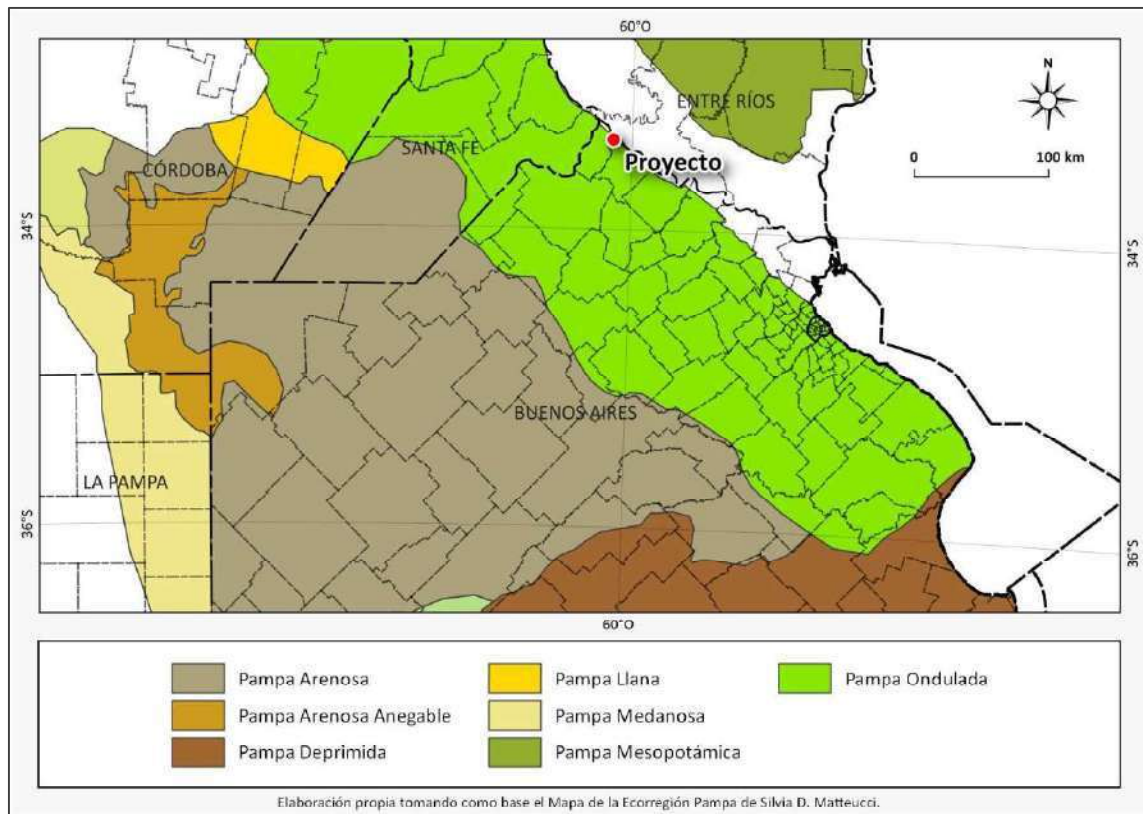 60°O
N
ENTRE RÍOS
0 100 km
SANTA FE
Proyecto
CÓRDOBA
34°S
34°S
BUENOS AIRES
LA PAMPA
36°S
36°S
60°O
Pampa Arenosa
Pampa Llana
Pampa Ondulada
Pampa Arenosa Anegable
Pampa Medanosa
Pampa Deprimida
Pampa Mesopotámica
Elaboración propia tomando como base el Mapa de la Ecorregión Pampa de Silvia D. Matteucci.